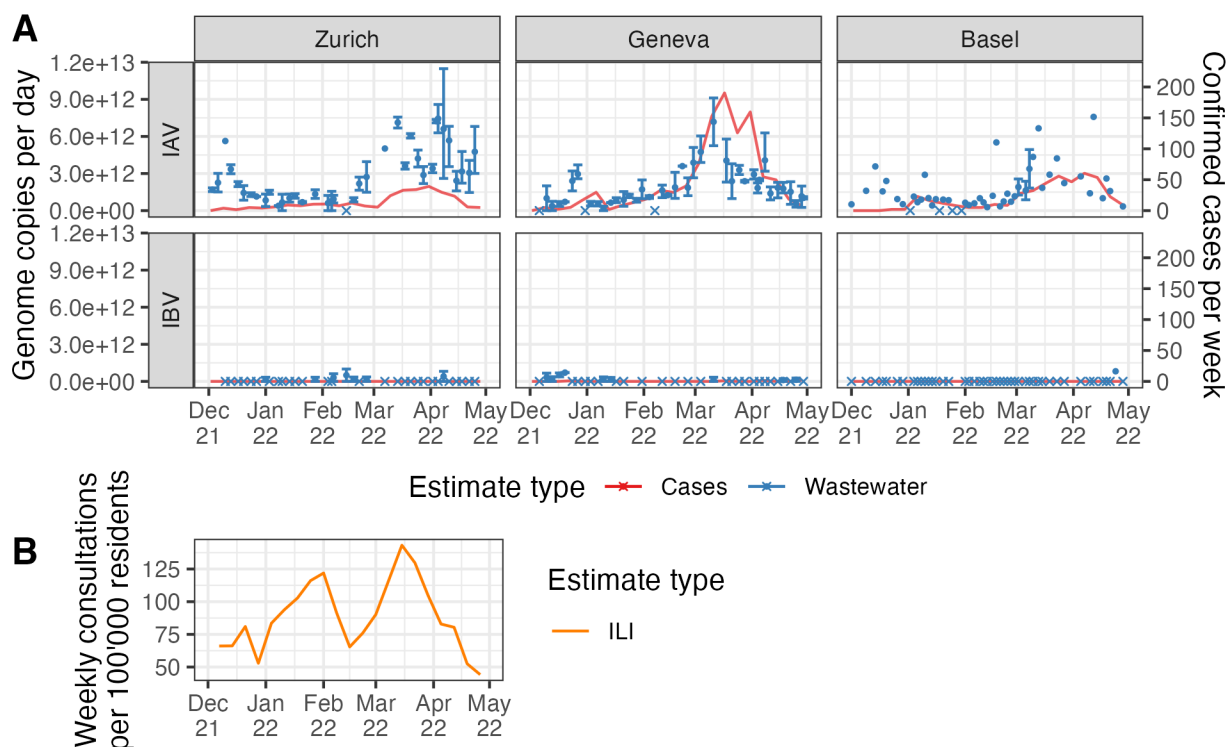 A
Zurich
Geneva
Basel
Genome copies per day
IAV
1.2e+13
9.0e+12
6.0e+12
3.0e+12
0.0e+00
200
150
100
50
0
Confirmed cases per week
IBV
1.2e+13
9.0e+12
6.0e+12
3.0e+12
0.0e+00
200
150
100
50
0
Dec Jan Feb Mar Apr May
21 22 22 22 22 22
Dec Jan Feb Mar Apr May
21 22 22 22 22 22
Dec Jan Feb Mar Apr May
21 22 22 22 22 22
Estimate type Cases Wastewater
B
Weekly consultations
per 100'000 residents
125
100
75
50
Dec Jan Feb Mar Apr May
21 22 22 22 22 22
Estimate type
ILI